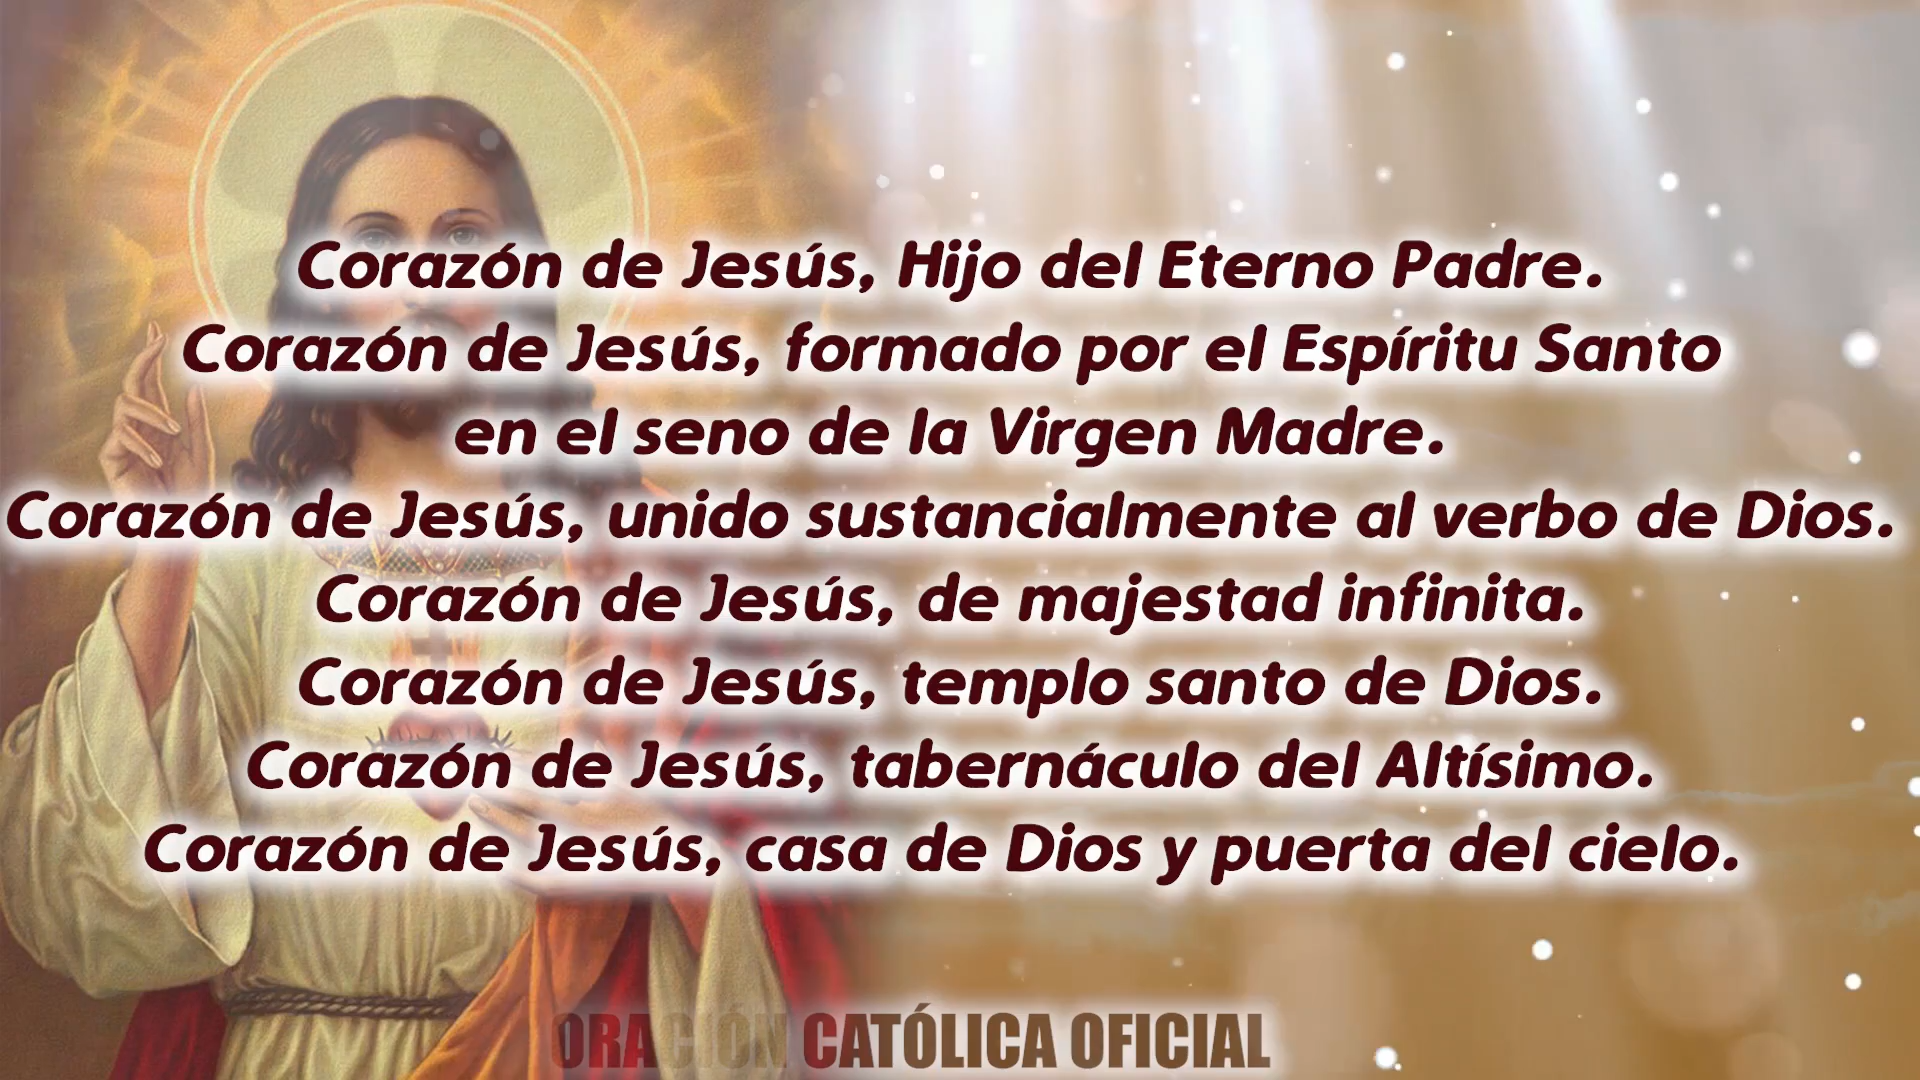 Corazón de Jesús, Hijo del Eterno Padre.
Corazón de Jesús, formado por el Espíritu Santo
en el seno de la Virgen Madre.
Corazón de Jesús, unido sustancialmente al verbo de Dios.
Corazón de Jesús, de majestad infinita.
Corazón de Jesús, templo santo de Dios.
Corazón de Jesús, tabernáculo del Altísimo.
Corazón de Jesús, casa de Dios y puerta del cielo.
ORACIÓN CATÓLICA OFICIAL